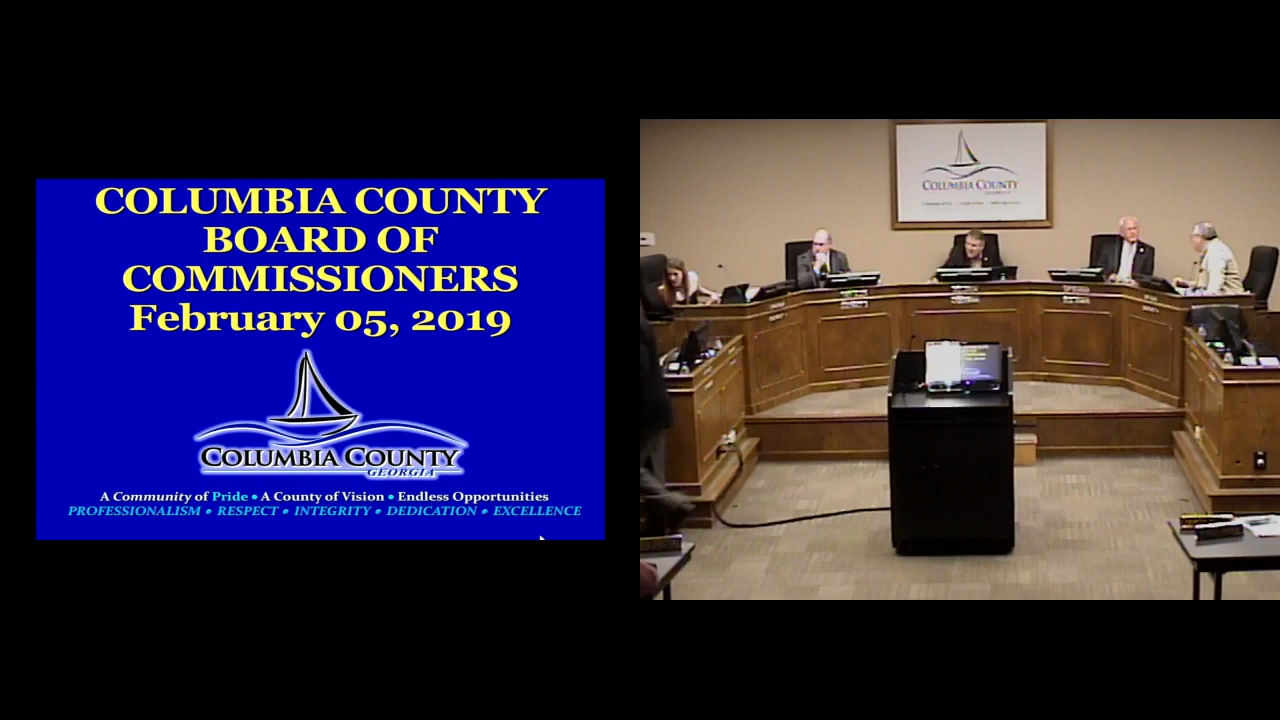 COLUMBIA COUNTY
BOARD OF
COMMISSIONERS
February 05, 2019
COLUMBIA COUNTY
GEORGIA
A Community of Pride • A County of Vision • Endless Opportunities
PROFESSIONALISM • RESPECT • INTEGRITY • DEDICATION • EXCELLENCE
COLUMBIA COUNTY